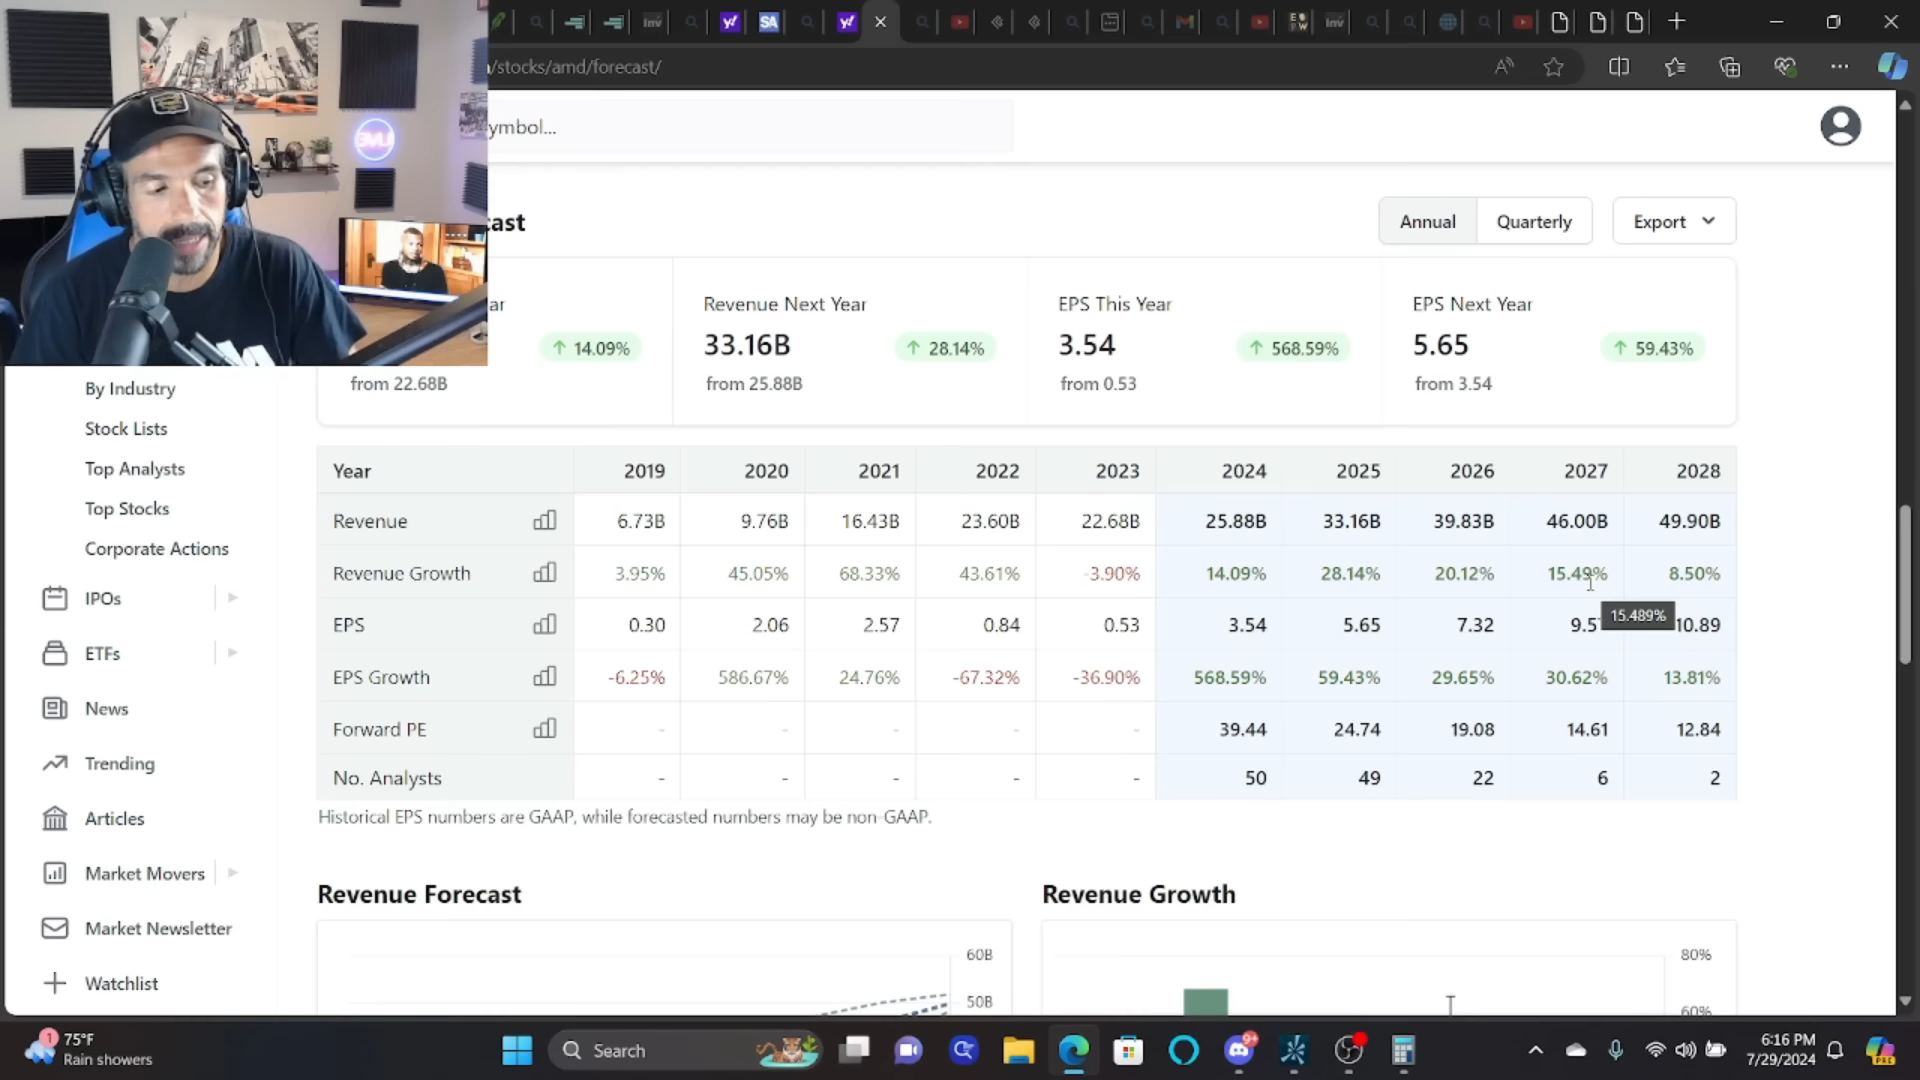 /stocks/amd/forecast/
ymbol...
cast
Annual
Quarterly
Export
ar
14.09%
from 22.68B
Revenue Next Year
33.16B
28.14%
from 25.88B
EPS This Year
3.54
568.59%
from 0.53
EPS Next Year
5.65
59.43%
from 3.54
By Industry
Stock Lists
Top Analysts
Top Stocks
Corporate Actions
IPOs
ETFs
News
Trending
Articles
Market Movers
Market Newsletter
Watchlist
Year 2019 2020 2021 2022 2023 2024 2025 2026 2027 2028
Revenue 6.73B 9.76B 16.43B 23.60B 22.68B 25.88B 33.16B 39.83B 46.00B 49.90B
Revenue Growth 3.95% 45.05% 68.33% 43.61% -3.90% 14.09% 28.14% 20.12% 15.49% 8.50%
15.489%
EPS 0.30 2.06 2.57 0.84 0.53 3.54 5.65 7.32 9.5 10.89
EPS Growth -6.25% 586.67% 24.76% -67.32% -36.90% 568.59% 59.43% 29.65% 30.62% 13.81%
Forward PE - - - - - 39.44 24.74 19.08 14.61 12.84
No. Analysts - - - - - 50 49 22 6 2
Historical EPS numbers are GAAP, while forecasted numbers may be non-GAAP.
Revenue Forecast
60B
50B
Revenue Growth
80%
60%
1
75°F
Rain showers
Search
9+
6:16 PM
7/29/2024